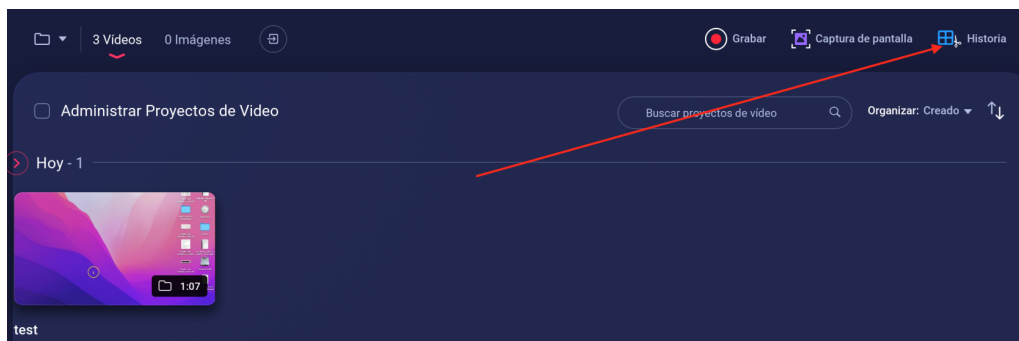 3 Vídeos 0 Imágenes Grabar Captura de pantalla Historia
Administrar Proyectos de Video Buscar proyectos de vídeo Organizar: Creado
Hoy - 1
1:07
test